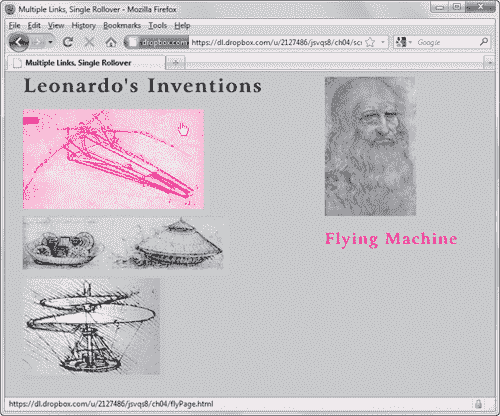 Multiple Links, Single Rollover - Mozilla Firefox
File Edit View History Bookmarks Tools Help
dropbox.com https://dl.dropbox.com/u/2127486/jsvqs8/ch04/scr Google
Multiple Links, Single Rollover
Leonardo's Inventions
Flying Machine
https://dl.dropbox.com/u/2127486/jsvqs8/ch04/flyPage.html